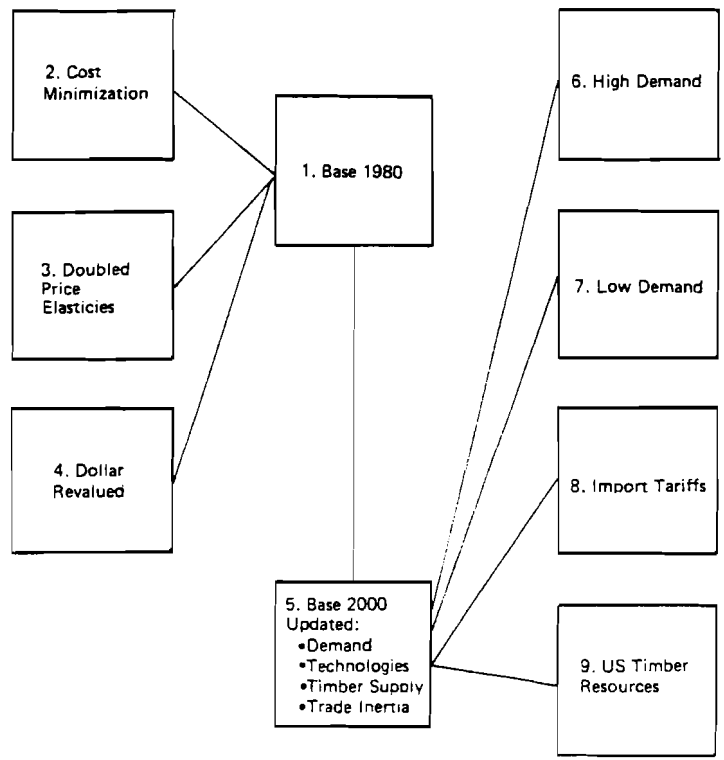 2. Cost
Minimization
1. Base 1980
3. Doubled
Price
Elasticies
4. Dollar
Revalued
5. Base 2000
Updated:
•Demand
•Technologies
•Timber Supply
•Trade Inertia
6. High Demand
7. Low Demand
8. Import Tariffs
9. US Timber
Resources